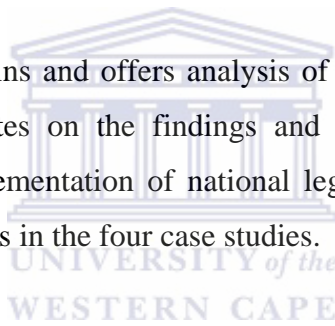 ins and offers analysis of
tes on the findings and
ementation of national leg
s in the four case studies.
UNIVERSITY of the
WESTERN CAPE